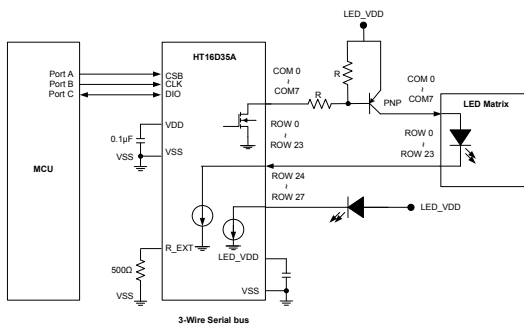 LED_VDD
HT16D35A
Port A
Port B
Port C
CSB
CLK
DIO
COM 0
~
COM7
R
R
PNP
COM 0
~
COM7
LED Matrix
VDD
0.1μF
VSS
VSS
ROW 0
~
ROW 23
ROW 0
~
ROW 23
MCU
ROW 24
~
ROW 27
LED_VDD
R_EXT
LED_VDD
500Ω
VSS
VSS
3-Wire Serial bus